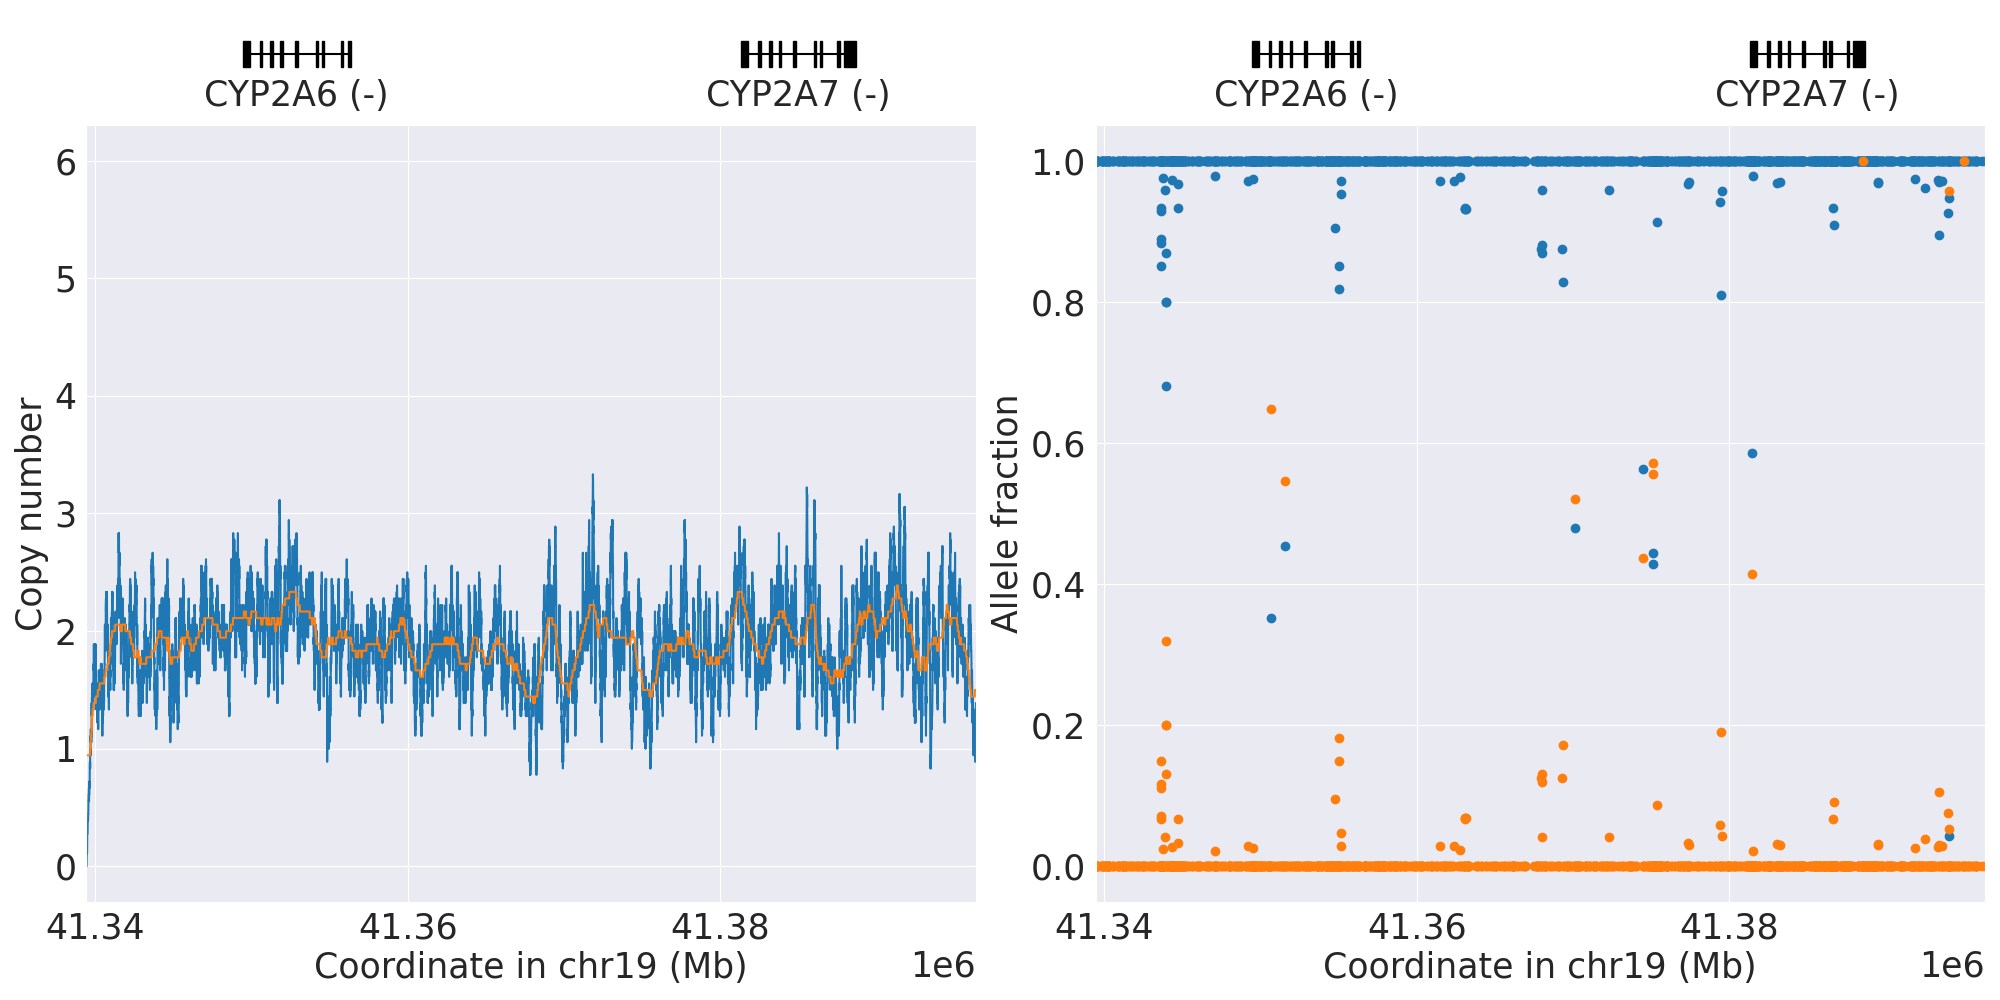 CYP2A6 (-)
CYP2A7 (-)
6
5
4
3
2
1
0
Copy number
41.34
41.36
41.38
Coordinate in chr19 (Mb)
1e6
CYP2A6 (-)
CYP2A7 (-)
1.0
0.8
0.6
0.4
0.2
0.0
Allele fraction
41.34
41.36
41.38
Coordinate in chr19 (Mb)
1e6